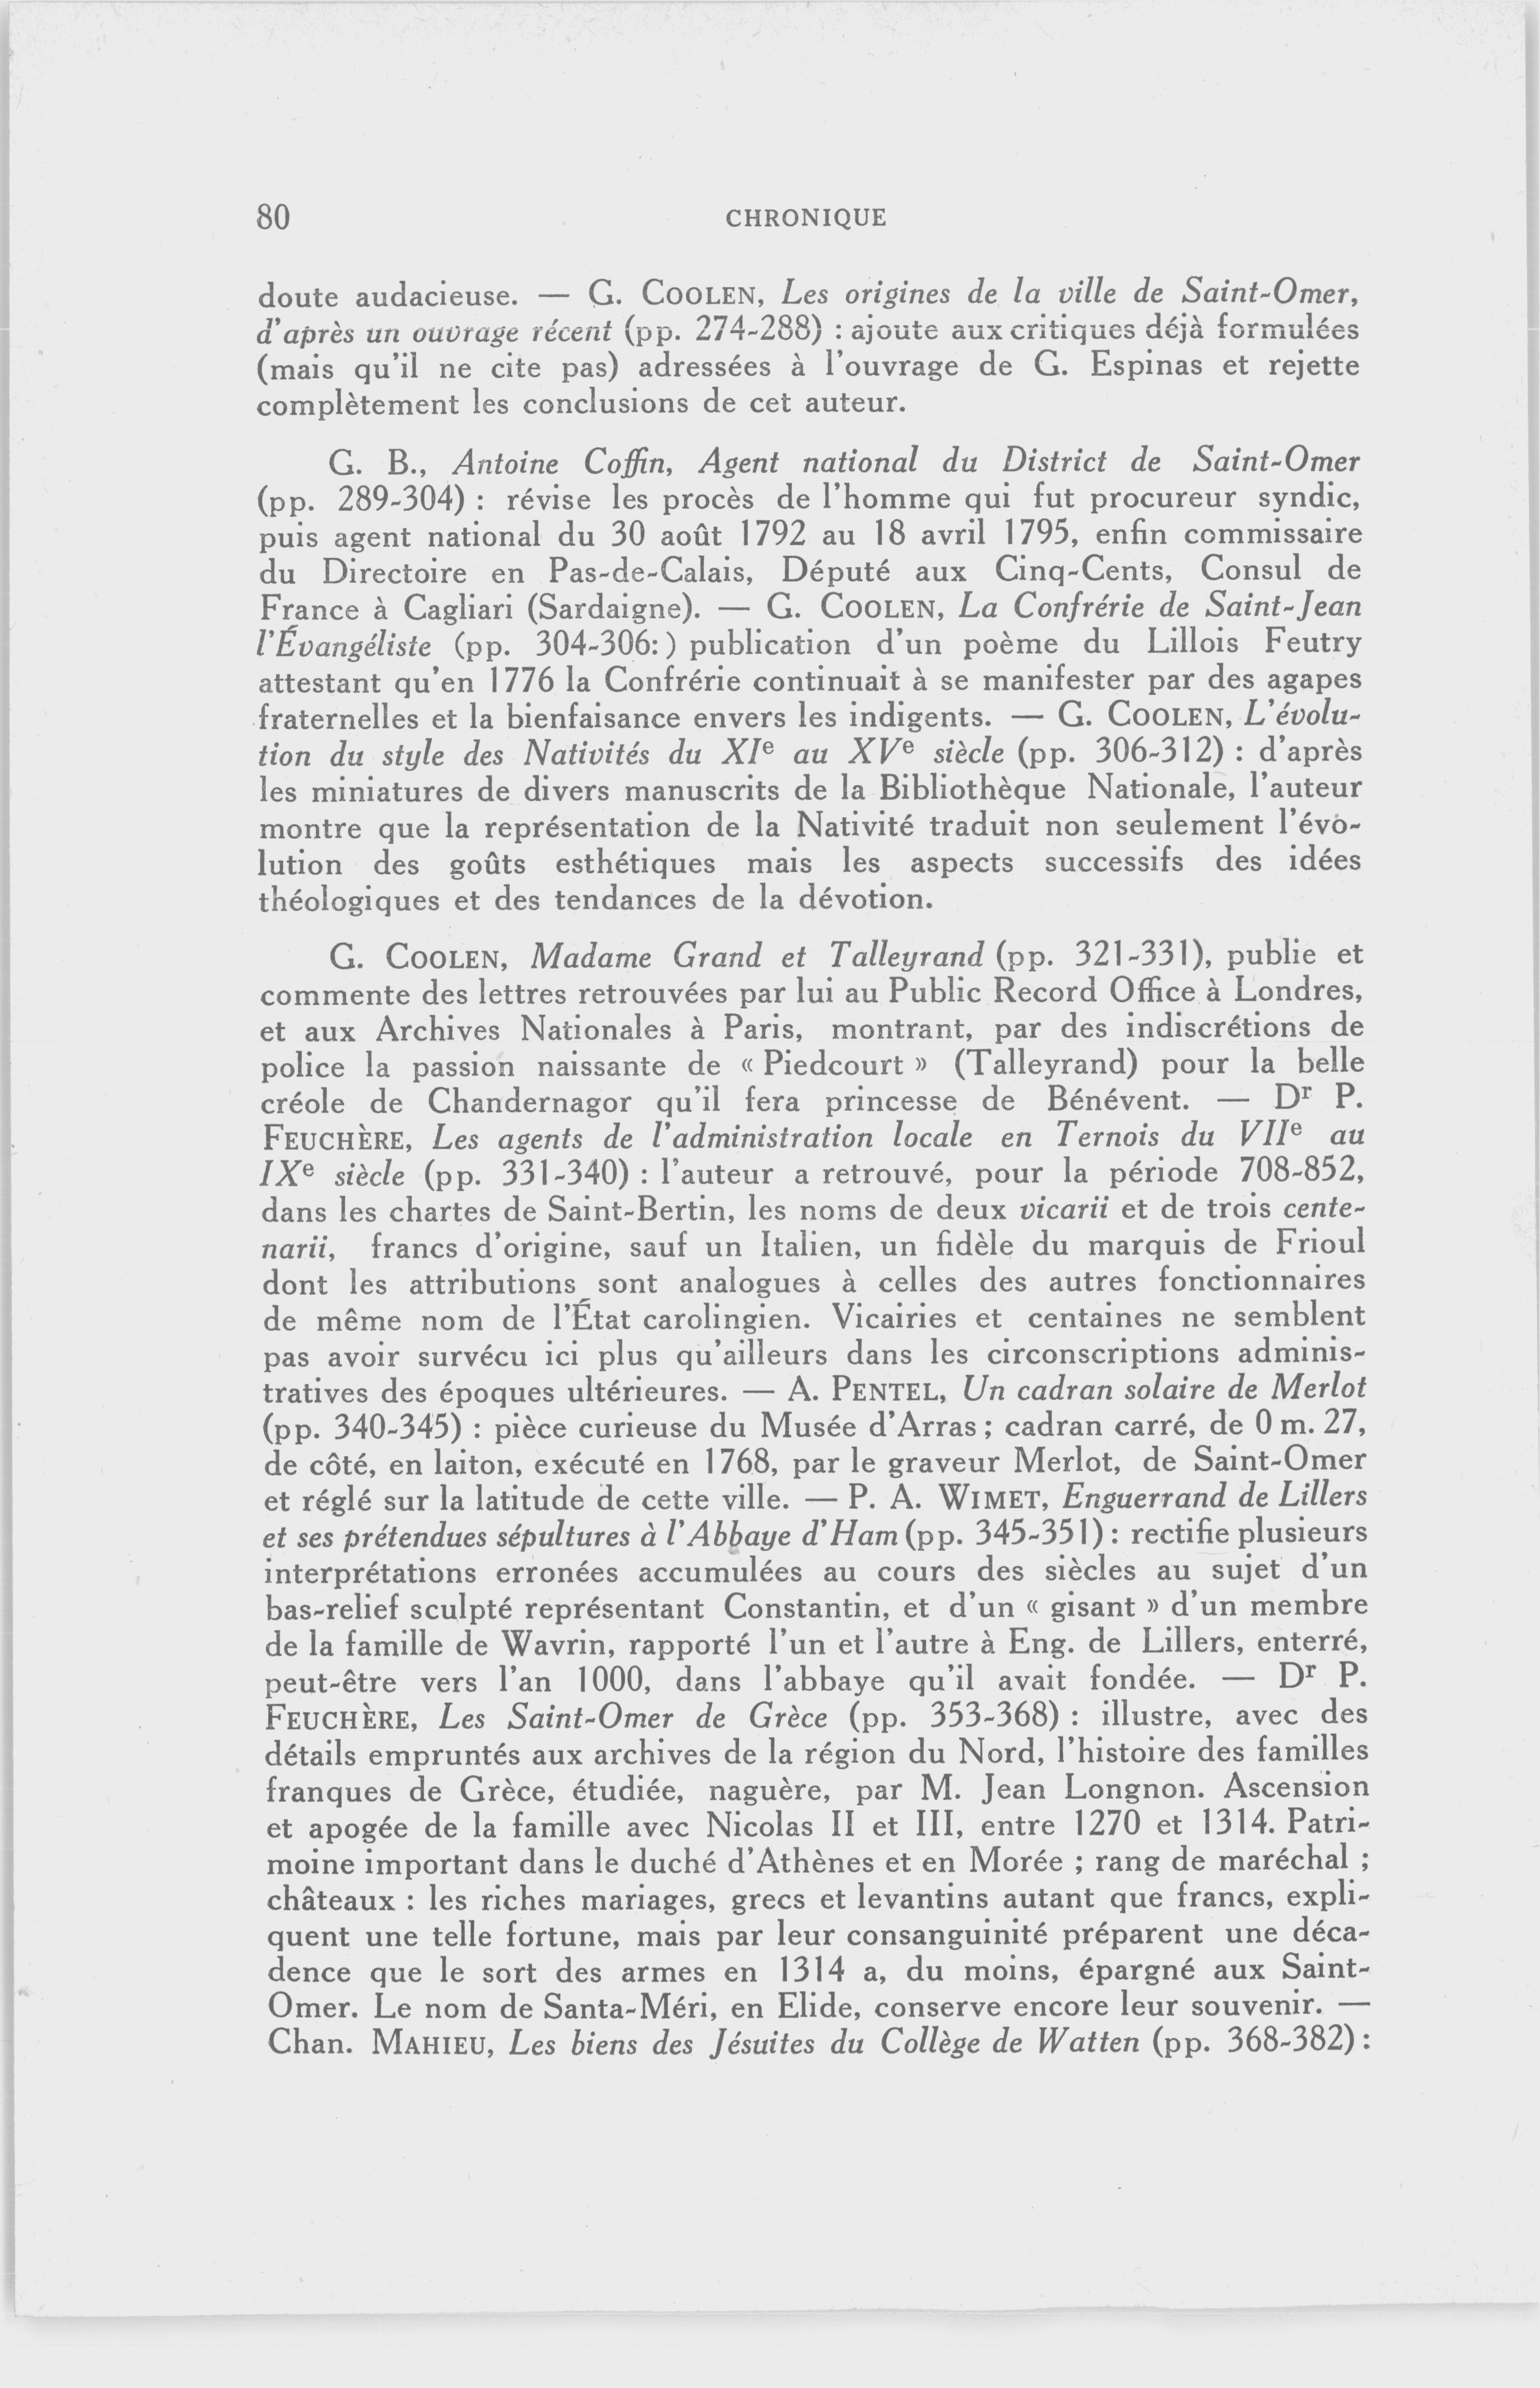 80 CHRONIQUE
doute audacieuse. — G. COOLEN, Les origines de la ville de Saint-Omer,
d'après un ouvrage récent (pp. 274-288) : ajoute aux critiques déjà formulées
(mais qu'il ne cite pas) adressées à l'ouvrage de G. Espinas et rejette
complètement les conclusions de cet auteur.
G. B., Antoine Coffin, Agent national du District de Saint-Omer
(pp. 289-304) : révise les procès de l'homme qui fut procureur syndic,
puis agent national du 30 août 1792 au 18 avril 1795, enfin commissaire
du Directoire en Pas-de-Calais, Député aux Cinq-Cents, Consul de
France à Cagliari (Sardaigne). — G. COOLEN, La Confrérie de Saint-Jean
l'Évangéliste (pp. 304-306:) publication d'un poème du Lillois Feutry
attestant qu'en 1776 la Confrérie continuait à se manifester par des agapes
fraternelles et la bienfaisance envers les indigents. — G. COOLEN, L'évolu-
tion du style des Nativités du XIe au XVe siècle (pp. 306-312) : d'après
les miniatures de divers manuscrits de la Bibliothèque Nationale, l'auteur
montre que la représentation de la Nativité traduit non seulement l'évo-
lution des goûts esthétiques mais les aspects successifs des idées
théologiques et des tendances de la dévotion.
G. COOLEN, Madame Grand et Talleyrand (pp. 321-331), publie et
commente des lettres retrouvées par lui au Public Record Office à Londres,
et aux Archives Nationales à Paris, montrant, par des indiscrétions de
police la passion naissante de « Piedcourt » (Talleyrand) pour la belle
créole de Chandernagor qu'il fera princesse de Bénévent. — Dr P.
FEUCHÈRE, Les agents de l'administration locale en Ternois du VIIe au
IXe siècle (pp. 331-340) : l'auteur a retrouvé, pour la période 708-852,
dans les chartes de Saint-Bertin, les noms de deux vicarii et de trois cente-
narii, francs d'origine, sauf un Italien, un fidèle du marquis de Frioul
dont les attributions sont analogues à celles des autres fonctionnaires
de même nom de l'État carolingien. Vicairies et centaines ne semblent
pas avoir survécu ici plus qu'ailleurs dans les circonscriptions adminis-
tratives des époques ultérieures. — A. PENTEL, Un cadran solaire de Merlot
(pp. 340-345) : pièce curieuse du Musée d'Arras ; cadran carré, de 0 m. 27,
de côté, en laiton, exécuté en 1768, par le graveur Merlot, de Saint-Omer
et réglé sur la latitude de cette ville. — P. A. WIMET, Enguerrand de Lillers
et ses prétendues sépultures à l'Abbaye d'Ham (pp. 345-351) : rectifie plusieurs
interprétations erronées accumulées au cours des siècles au sujet d'un
bas-relief sculpté représentant Constantin, et d'un « gisant » d'un membre
de la famille de Wavrin, rapporté l'un et l'autre à Eng. de Lillers, enterré,
peut-être vers l'an 1000, dans l'abbaye qu'il avait fondée. — Dr P.
FEUCHÈRE, Les Saint-Omer de Grèce (pp. 353-368) : illustre, avec des
détails empruntés aux archives de la région du Nord, l'histoire des familles
franques de Grèce, étudiée, naguère, par M. Jean Longnon. Ascension
et apogée de la famille avec Nicolas II et III, entre 1270 et 1314. Patri-
moine important dans le duché d'Athènes et en Morée ; rang de maréchal ;
châteaux : les riches mariages, grecs et levantins autant que francs, expli-
quent une telle fortune, mais par leur consanguinité préparent une déca-
dence que le sort des armes en 1314 a, du moins, épargné aux Saint-
Omer. Le nom de Santa-Méri, en Elide, conserve encore leur souvenir. —
Chan. MAHIEU, Les biens des Jésuites du Collège de Watten (pp. 368-382) :